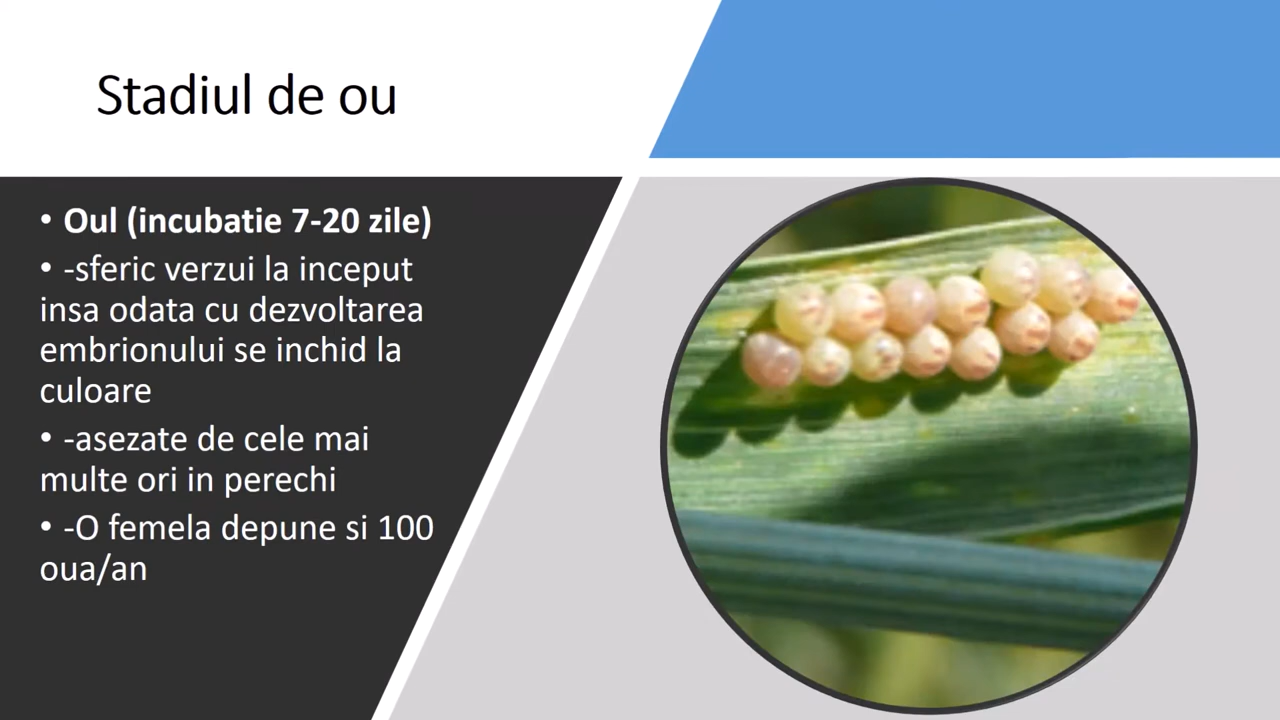 Stadiul de ou
• Oul (incubatie 7-20 zile)
• -sferic verzui la inceput
insa odata cu dezvoltarea
embrionului se inchid la
culoare
• -asezate de cele mai
multe ori in perechi
• -O femela depune si 100
oua/an